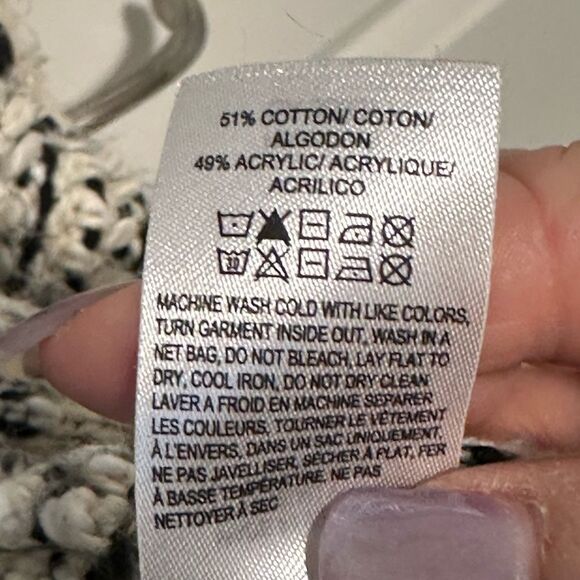 51% COTTON/ COTON/
ALGODON
49% ACRYLIC/ ACRYLIQUE/
ACRILICO
30
MACHINE WASH COLD WITH LIKE COLORS,
TURN GARMENT INSIDE OUT, WASH IN A
NET BAG, DO NOT BLEACH, LAY FLAT TO
DRY, COOL IRON, DO NOT DRY CLEAN
LAVER A FROID EN MACHINE SEPARER
LES COULEURS, TOURNER LE VÊTEMENT
À L'ENVERS, DANS UN SAC UNIQUEMENT,
NE PAS JAVELLISER, SÉCHER À PLAT, FER
À BASSE TEMPÉRATURE, NE PAS
NETTOYER À SEC